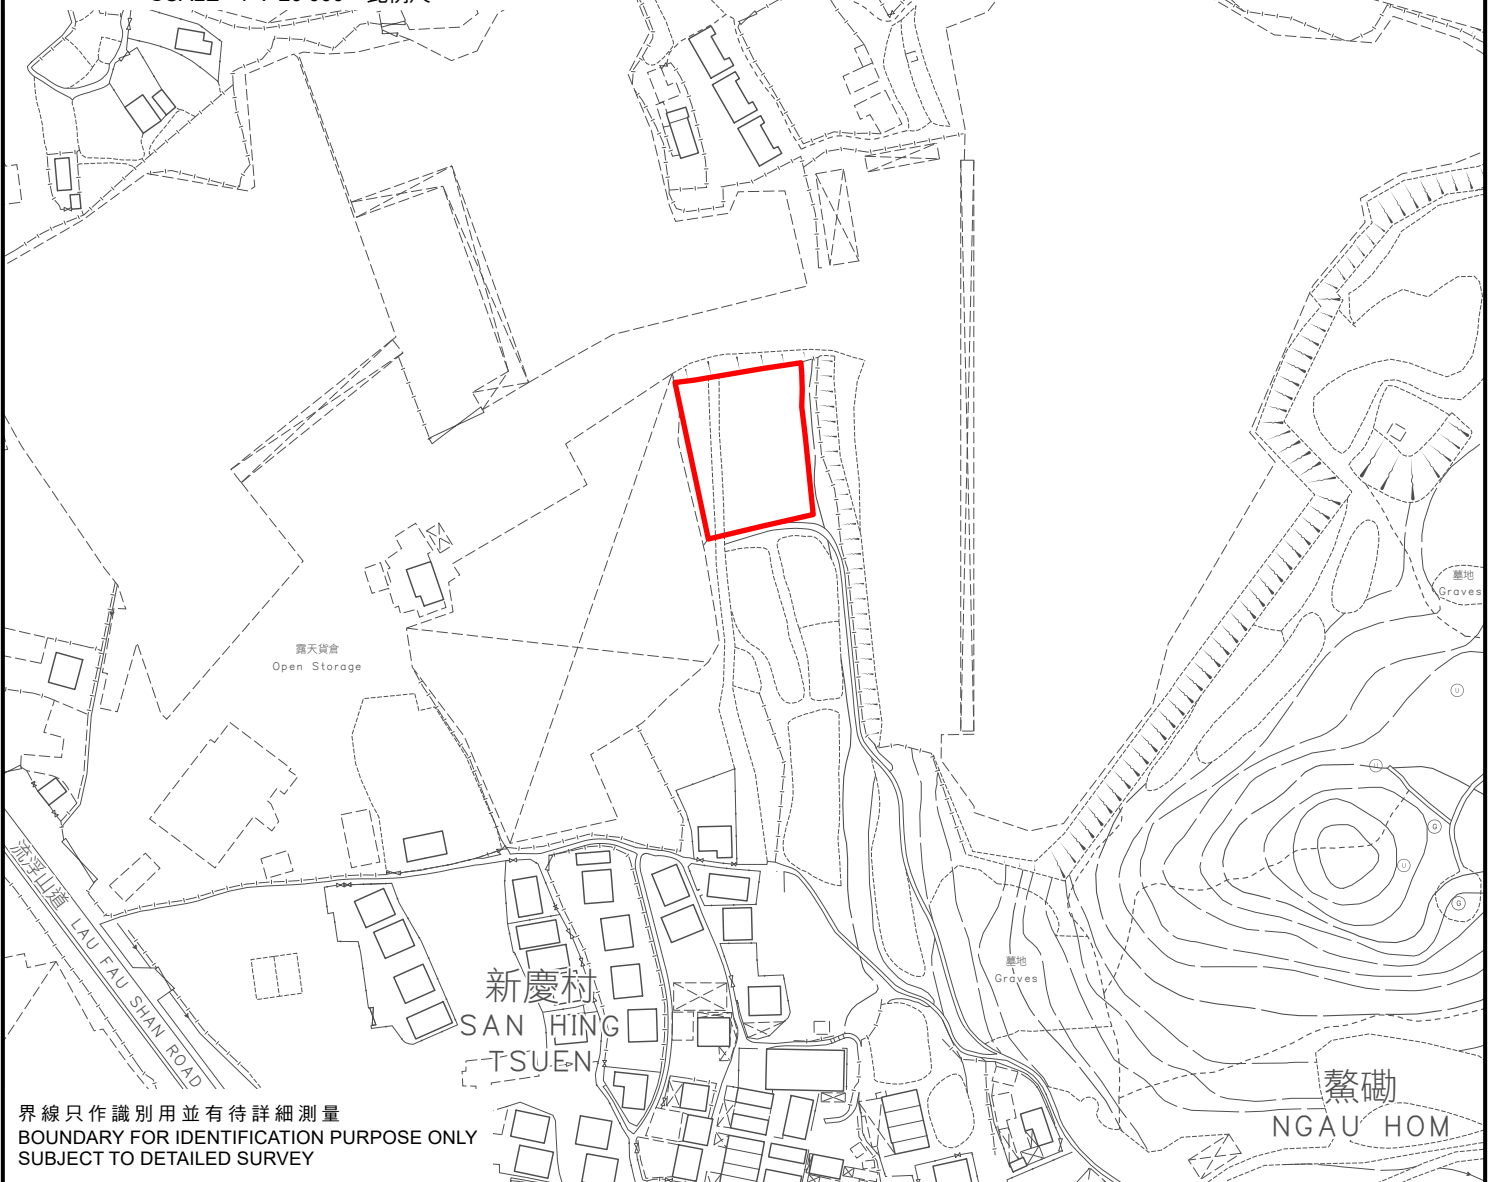 墓地
Graves
露天貨倉
Open Storage
U
U
G
U
G
流浮山道 LAU FAU SHAN ROAD
墓地
Graves
新慶村
SAN HING
TSUEN
鰲磡
NGAU HOM
界線只作識別用並有待詳細測量
BOUNDARY FOR IDENTIFICATION PURPOSE ONLY
SUBJECT TO DETAILED SURVEY